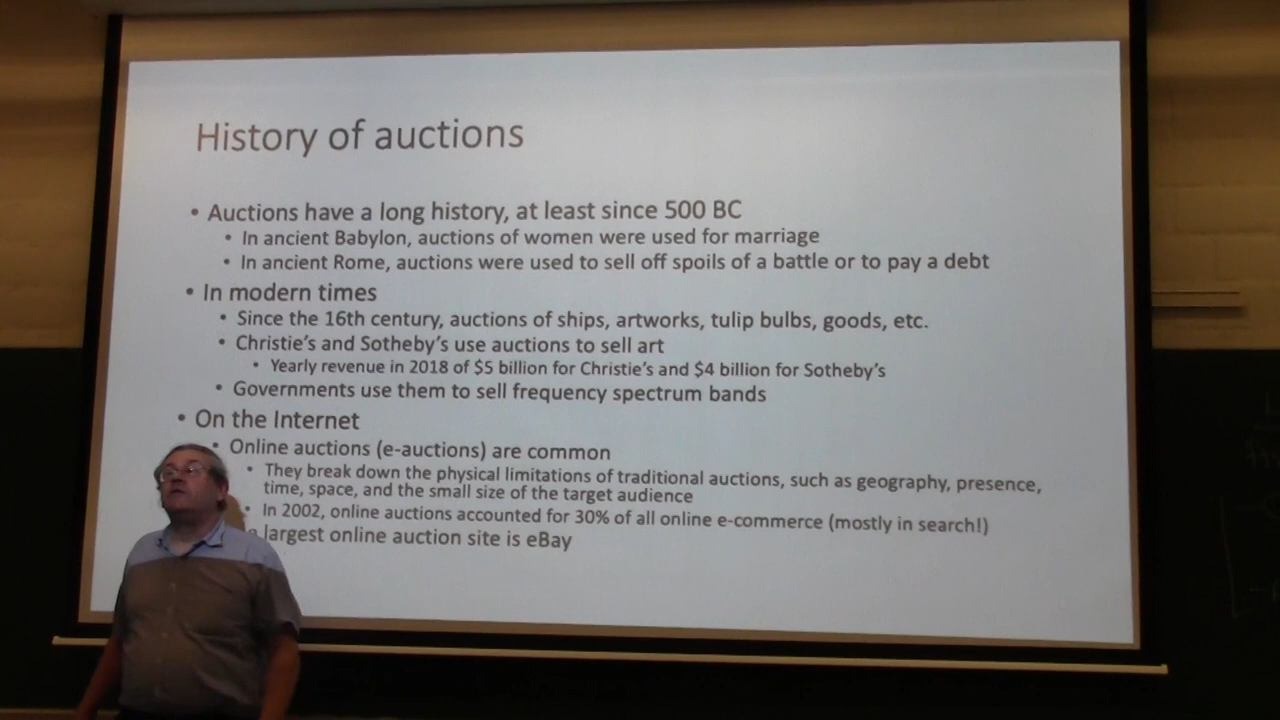 History of auctions
• Auctions have a long history, at least since 500 BC
• In ancient Babylon, auctions of women were used for marriage
• In ancient Rome, auctions were used to sell off spoils of a battle or to pay a debt
• In modern times
• Since the 16th century, auctions of ships, artworks, tulip bulbs, goods, etc.
• Christie's and Sotheby's use auctions to sell art
• Yearly revenue in 2018 of $5 billion for Christie's and $4 billion for Sotheby's
• Governments use them to sell frequency spectrum bands
• On the Internet
• Online auctions (e-auctions) are common
• They break down the physical limitations of traditional auctions, such as geography, presence,
time, space, and the small size of the target audience
• In 2002, online auctions accounted for 30% of all online e-commerce (mostly in search!)
largest online auction site is eBay